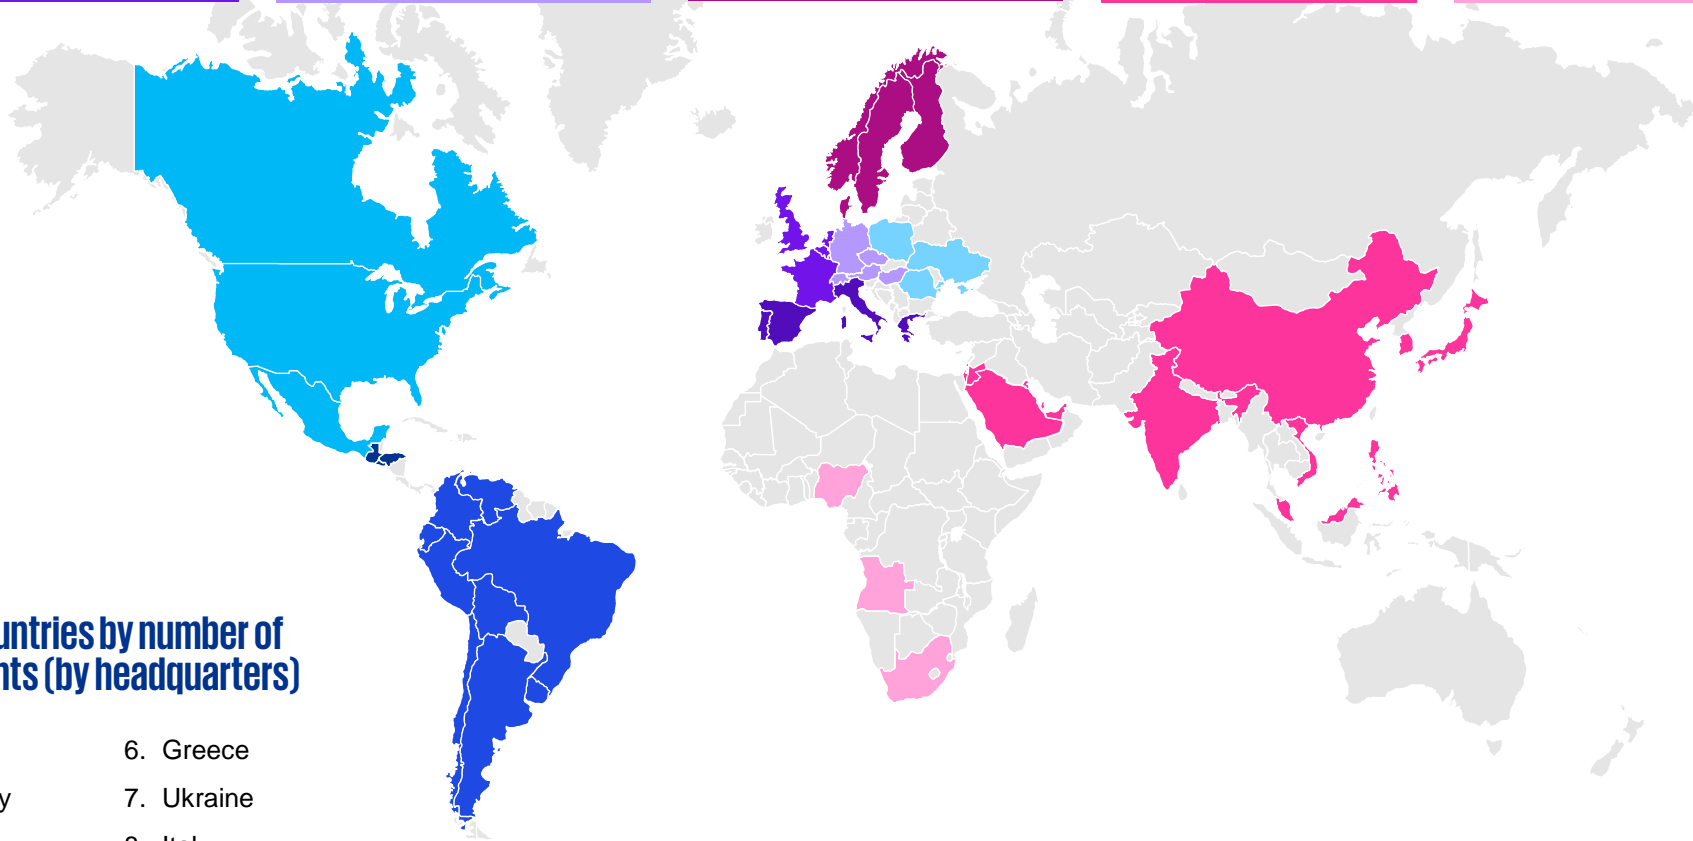 untries by number of
nts (by headquarters)
6. Greece
y
7. Ukraine